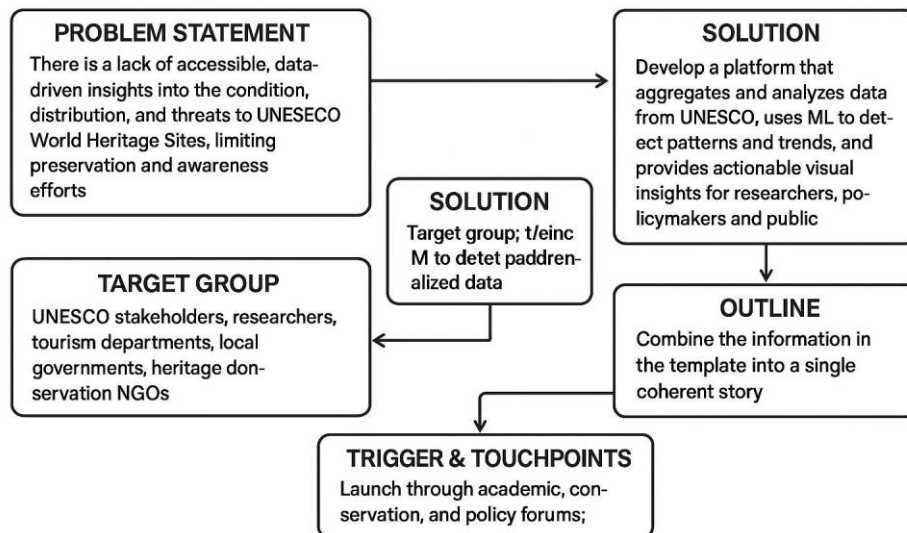 PROBLEM STATEMENT
There is a lack of accessible, data-
driven insights into the condition,
distribution, and threats to UNESECO
World Heritage Sites, limiting
preservation and awareness
efforts
SOLUTION
Develop a platform that
aggregates and analyzes data
from UNESCO, uses ML to det-
ect patterns and trends, and
provides actionable visual
insights for researchers, po-
licymakers and public
SOLUTION
Target group; t/einc
M to detet paddren-
alized data
TARGET GROUP
UNESCO stakeholders, researchers,
tourism departments, local
governments, heritage don-
servation NGOs
OUTLINE
Combine the information in
the template into a single
coherent story
TRIGGER & TOUCHPOINTS
Launch through academic, con-
servation, and policy forums;